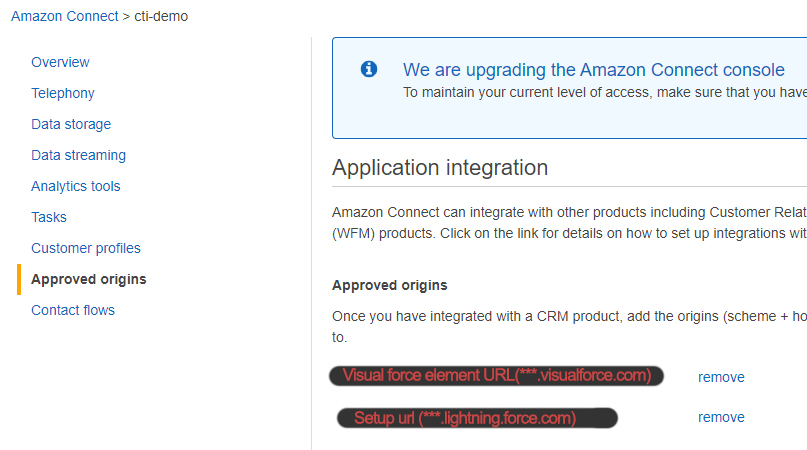 Amazon Connect > cti-demo
Overview
Telephony
Data storage
Data streaming
Analytics tools
Tasks
Customer profiles
Approved origins
Contact flows
We are upgrading the Amazon Connect console
To maintain your current level of access, make sure that you have
Application integration
Amazon Connect can integrate with other products including Customer Relat
(WFM) products. Click on the link for details on how to set up integrations wit
Approved origins
Once you have integrated with a CRM product, add the origins (scheme + ho
to.
Visual force element URL(***.visualforce.com) remove
Setup url (***.lightning.force.com) remove